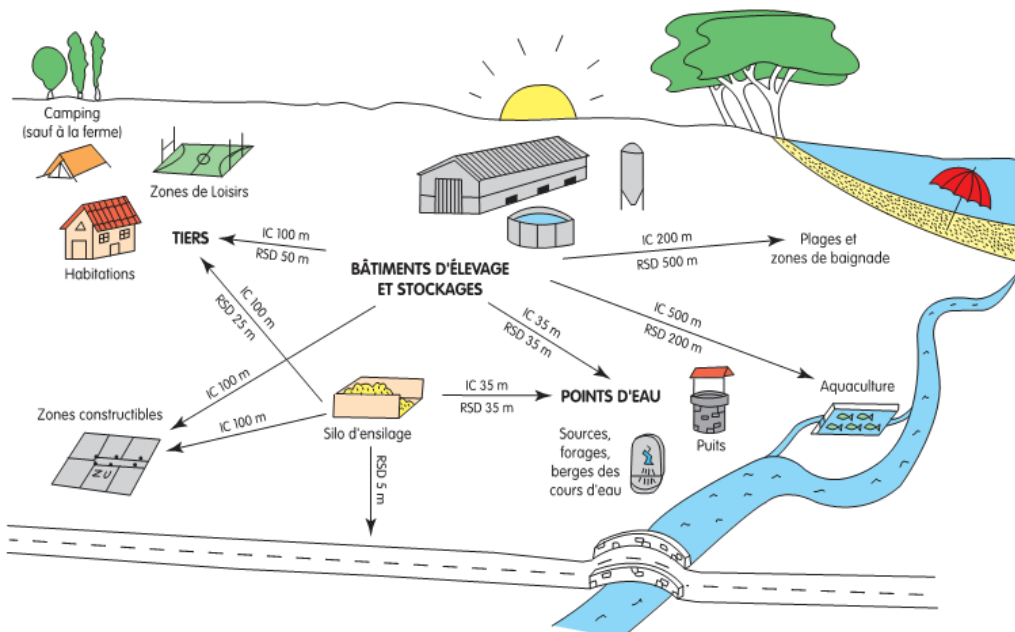 Camping
(sauf à la ferme)
Zones de Loisirs
Habitations
TIERS
IC 100 m
RSD 50 m
BÂTIMENTS D'ÉLEVAGE
ET STOCKAGES
IC 200 m
RSD 500 m
Plages et
zones de baignade
IC 100 m
RSD 25 m
IC 35 m
RSD 35 m
IC 500 m
RSD 200 m
IC 100 m
Zones constructibles
ZU
IC 100 m
Silo d'ensilage
IC 35 m
RSD 35 m
POINTS D'EAU
Puits
Aquaculture
Sources,
forages,
berges des
cours d'eau
RSD 5 m